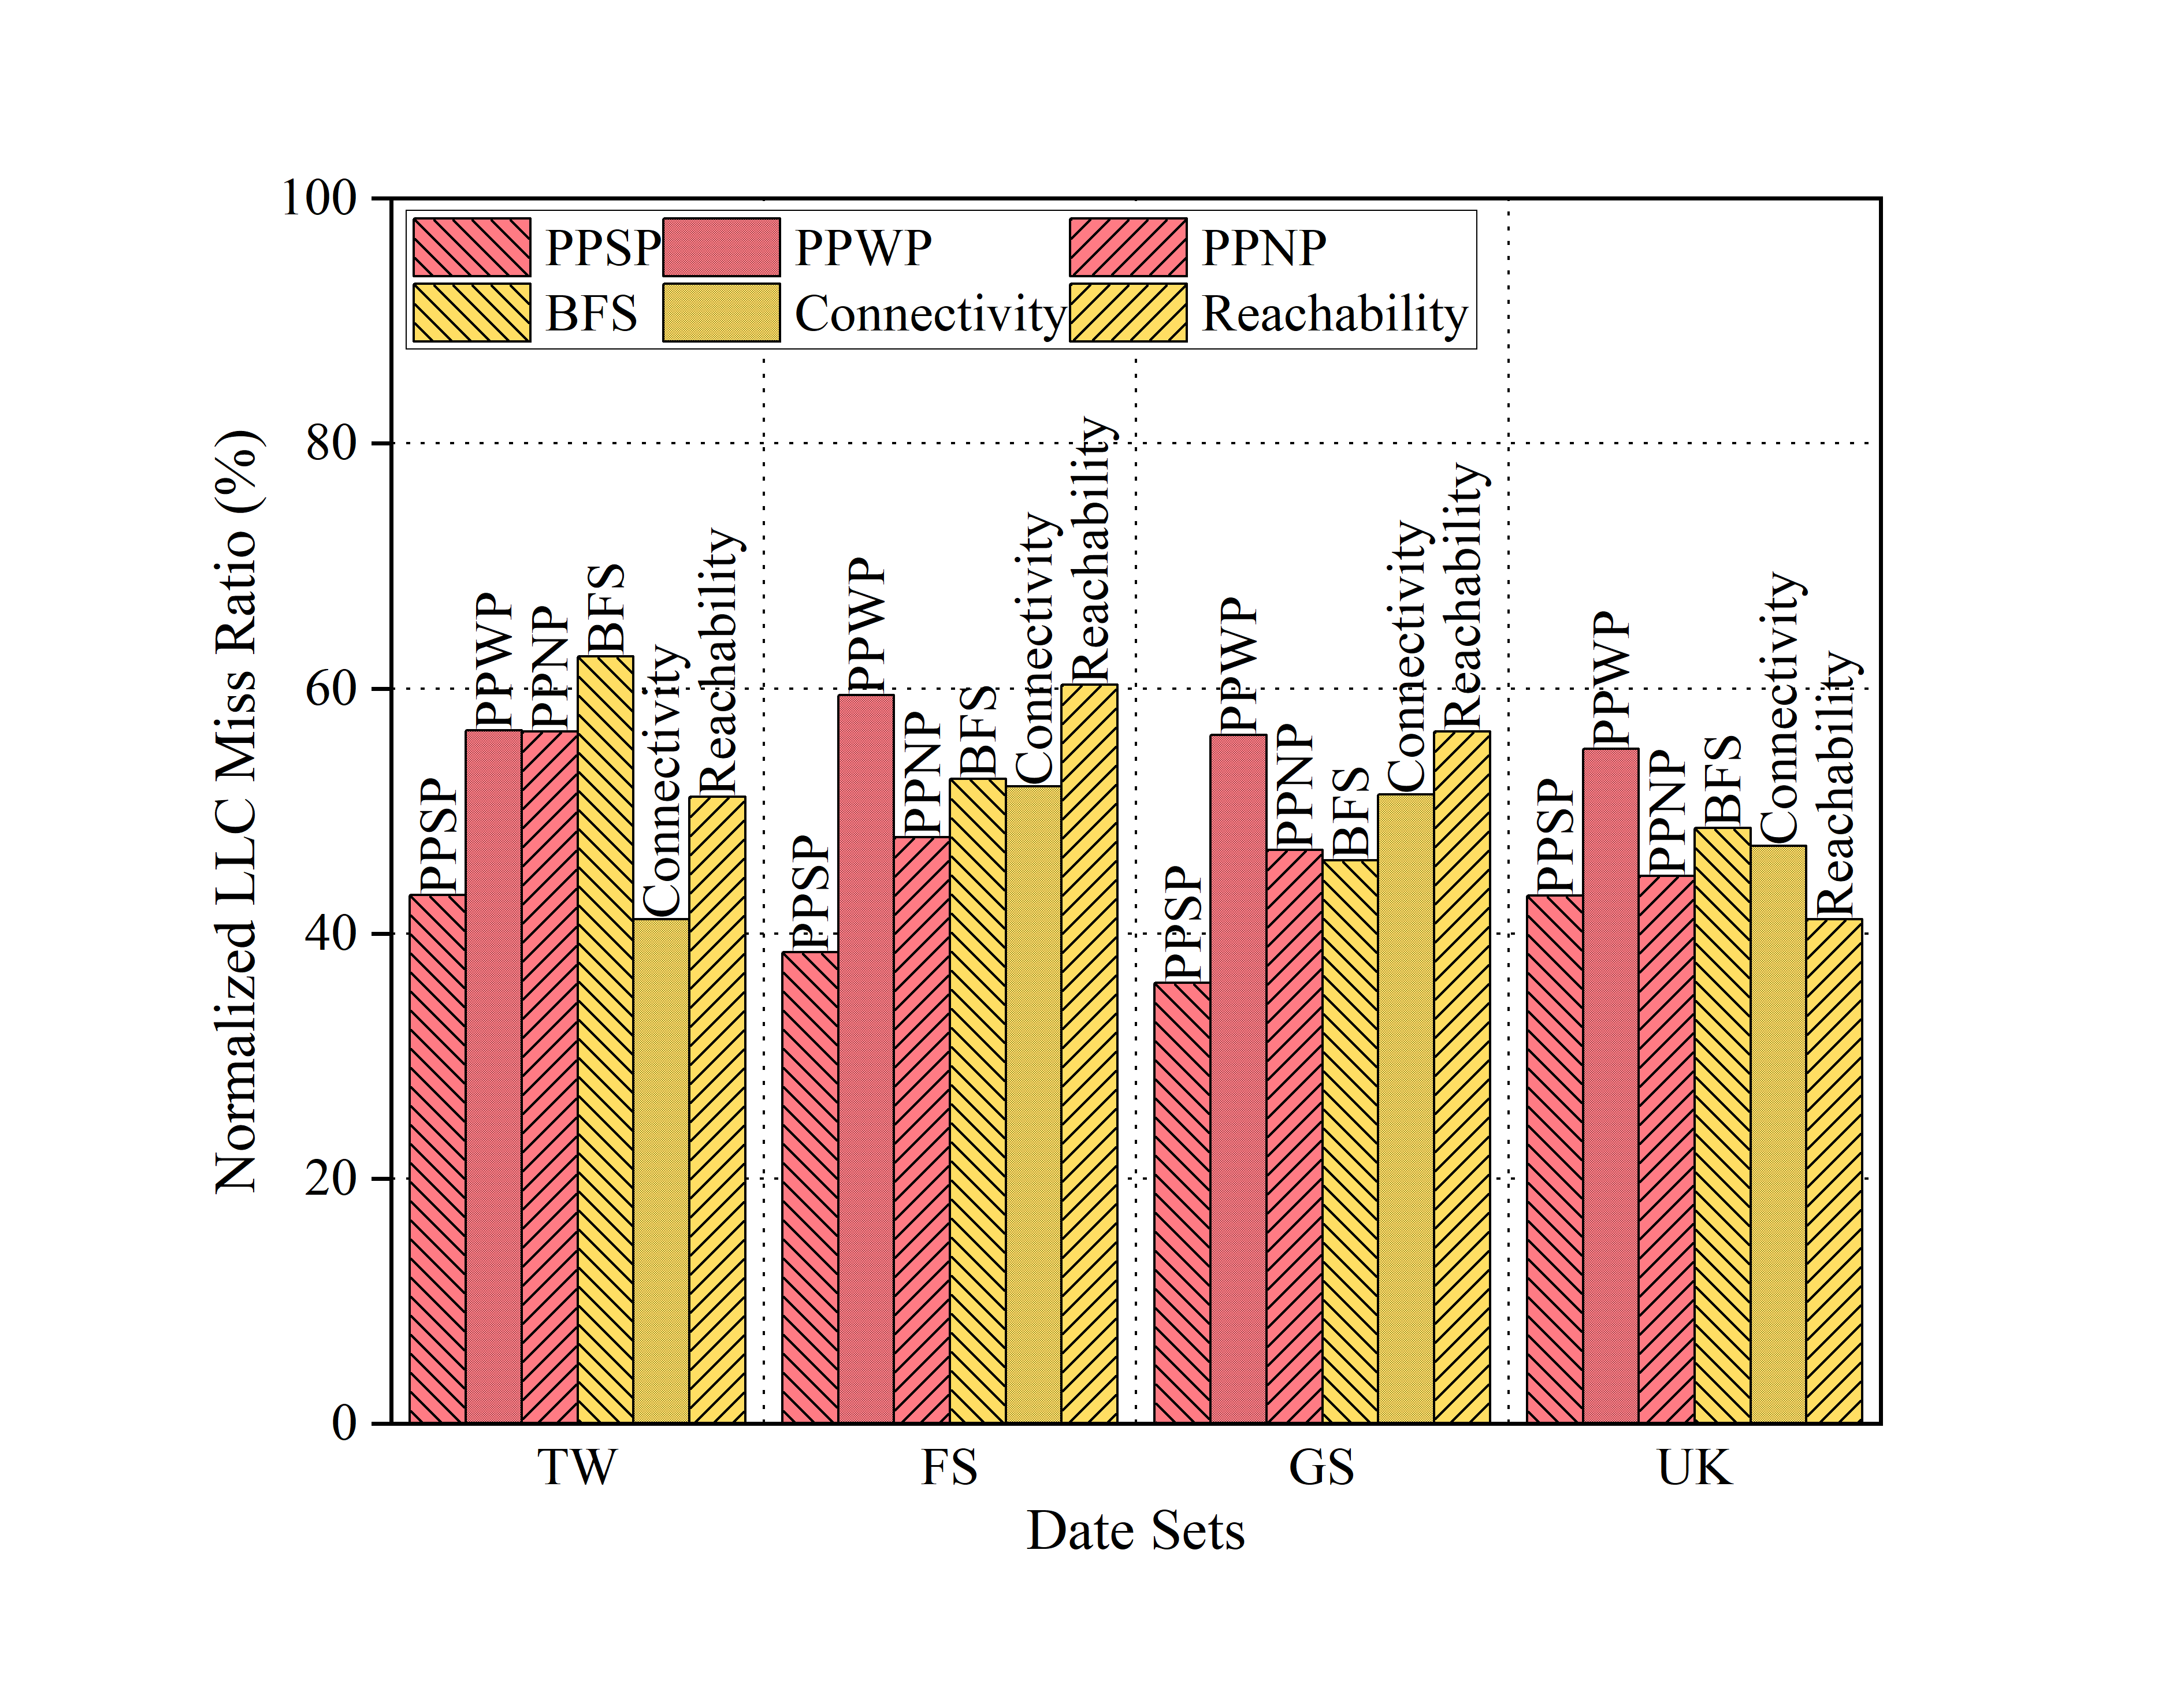 Normalized LLC Miss Ratio (%)
100
80
60
40
20
0
PPSP PPWP PPNP
BFS Connectivity Reachability
PPSP PPWP PPNP BFS Connectivity Reachability
PPSP PPWP PPNP BFS Connectivity Reachability
PPSP PPWP PPNP BFS Connectivity Reachability
PPSP PPWP PPNP BFS Connectivity Reachability
TW FS GS UK
Date Sets